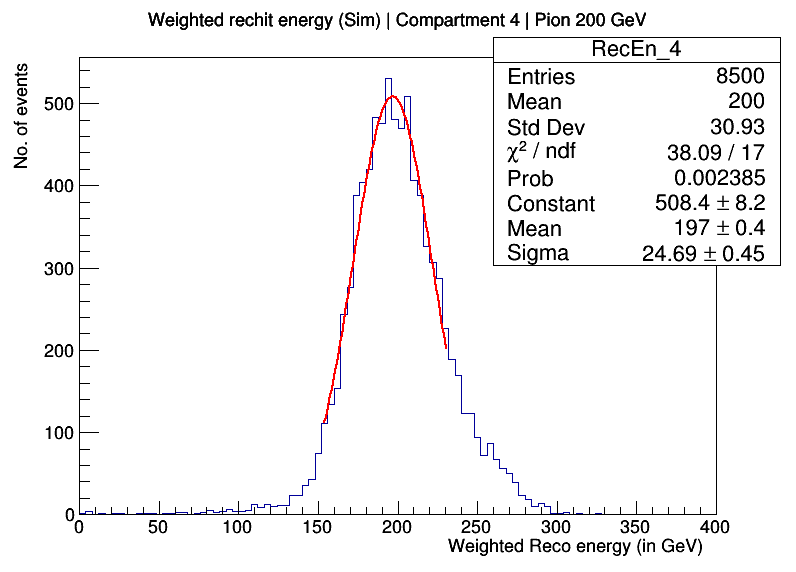 Weighted rechit energy (Sim) | Compartment 4 | Pion 200 GeV
RecEn_4
Entries 8500
Mean 200
Std Dev 30.93
χ² / ndf 38.09 / 17
Prob 0.002385
Constant 508.4 ± 8.2
Mean 197 ± 0.4
Sigma 24.69 ± 0.45
No. of events
500
400
300
200
100
0
0 50 100 150 200 250 300 350 400
Weighted Reco energy (in GeV)